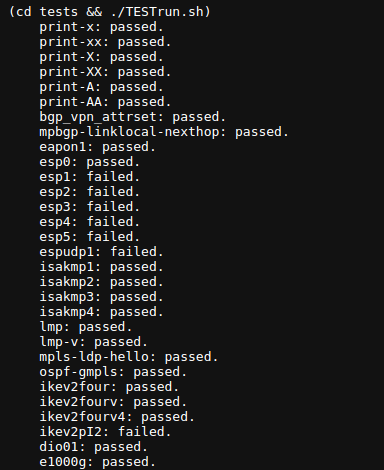 (cd tests && ./TESTrun.sh)
print-x: passed.
print-xx: passed.
print-X: passed.
print-XX: passed.
print-A: passed.
print-AA: passed.
bgp_vpn_attrset: passed.
mpbgp-linklocal-nexthop: passed.
eapon1: passed.
esp0: passed.
esp1: failed.
esp2: failed.
esp3: failed.
esp4: failed.
esp5: failed.
espudp1: failed.
isakmp1: passed.
isakmp2: passed.
isakmp3: passed.
isakmp4: passed.
lmp: passed.
lmp-v: passed.
mpls-ldp-hello: passed.
ospf-gmpls: passed.
ikev2four: passed.
ikev2fourv: passed.
ikev2fourv4: passed.
ikev2pI2: failed.
dio01: passed.
e1000g: passed.